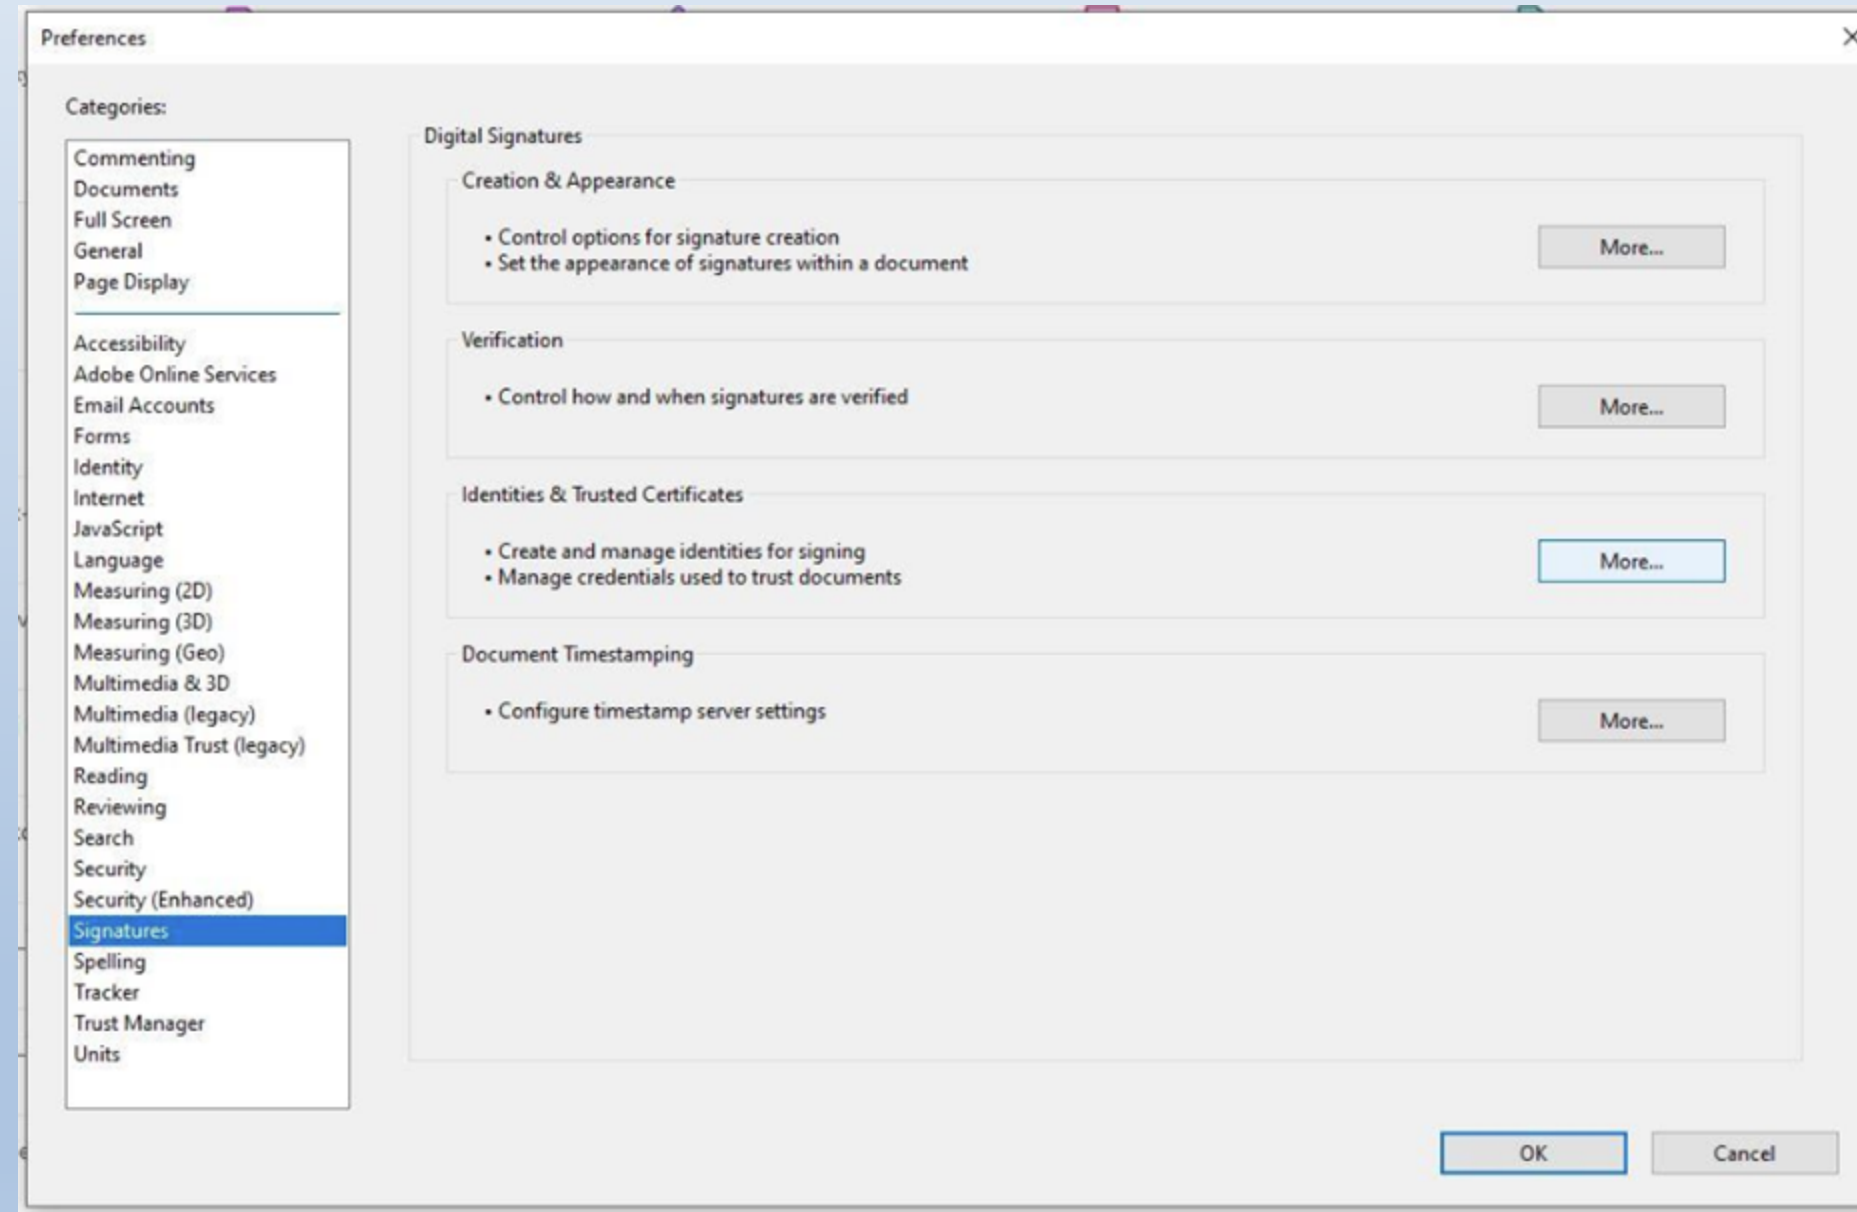 Preferences
Categories:
Commenting
Documents
Full Screen
General
Page Display
Accessibility
Adobe Online Services
Email Accounts
Forms
Identity
Internet
JavaScript
Language
Measuring (2D)
Measuring (3D)
Measuring (Geo)
Multimedia & 3D
Multimedia (legacy)
Multimedia Trust (legacy)
Reading
Reviewing
Search
Security
Security (Enhanced)
Signatures
Spelling
Tracker
Trust Manager
Units
Digital Signatures
Creation & Appearance
• Control options for signature creation
• Set the appearance of signatures within a document
More...
Verification
• Control how and when signatures are verified
More...
Identities & Trusted Certificates
• Create and manage identities for signing
• Manage credentials used to trust documents
More...
Document Timestamping
• Configure timestamp server settings
More...
OK
Cancel